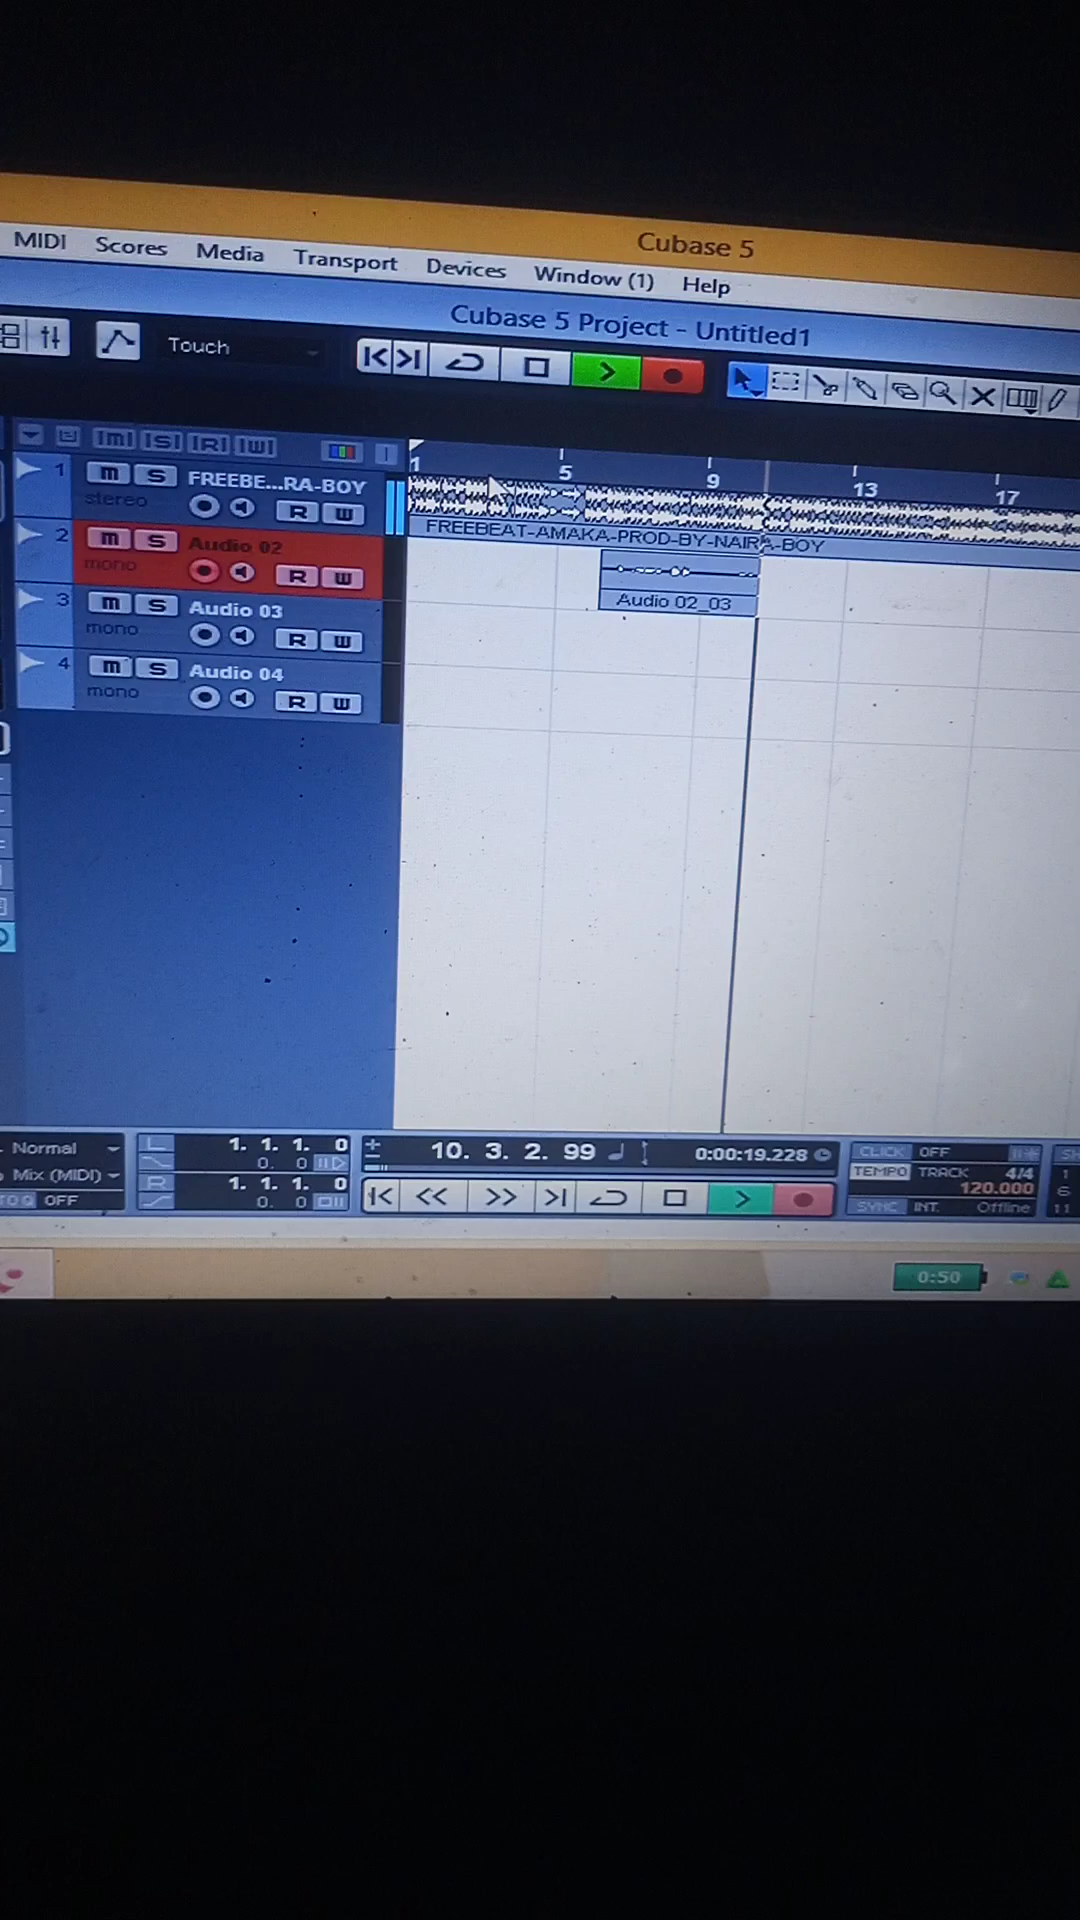 Cubase 5
MIDI Scores Media Transport Devices Window (1) Help
Cubase 5 Project - Untitled1
Touch
1 5 9 13 17
1 m S FREEBE...RA-BOY
stereo R W
FREEBEAT-AMAKA-PROD-BY-NAIRA-BOY
2 m S Audio 02
mono R W
Audio 02_03
3 m S Audio 03
mono R W
4 m S Audio 04
mono R W
Normal
Mix (MIDI)
OFF
1. 1. 1. 0
0. 0
R 1. 1. 1. 0
0. 0
10. 3. 2. 99
0:00:19.228
CLICK OFF
TEMPO TRACK 4/4
120.000
SYNC INT. Offline
0:50